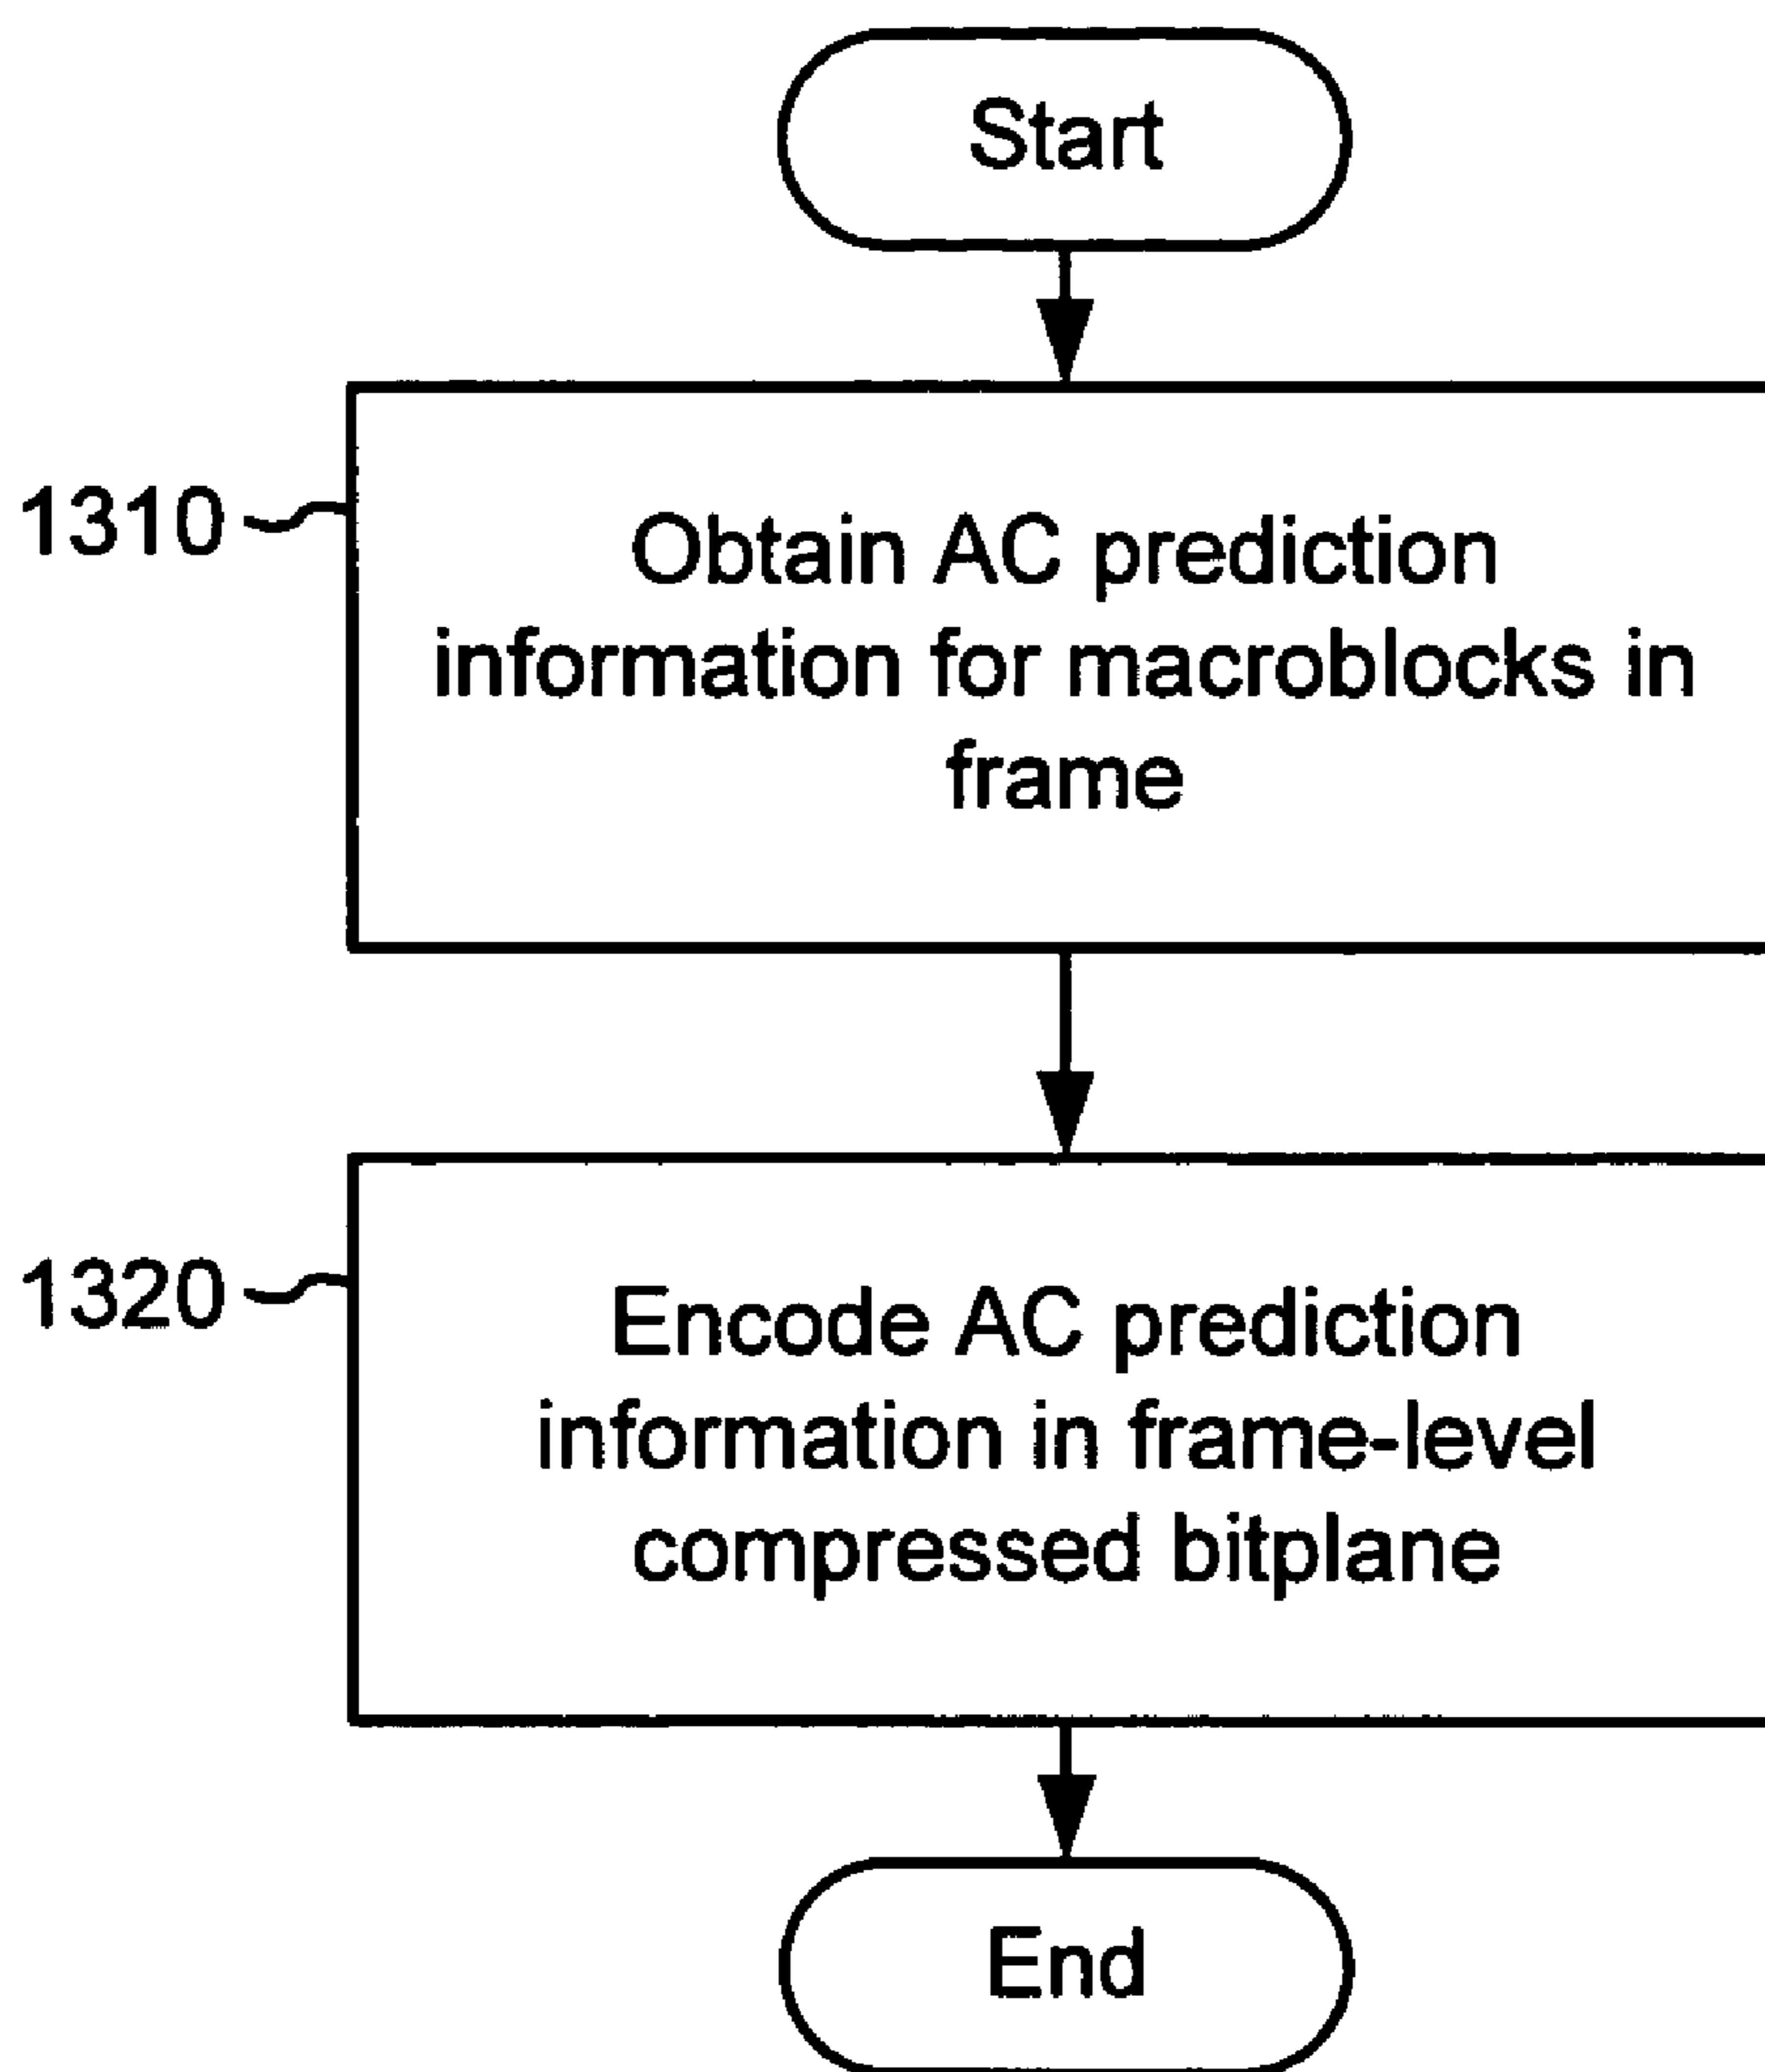 Start
1310
Obtain AC prediction
information for macroblocks in
frame
1320
Encode AC prediction
information in frame-level
compressed bitplane
End